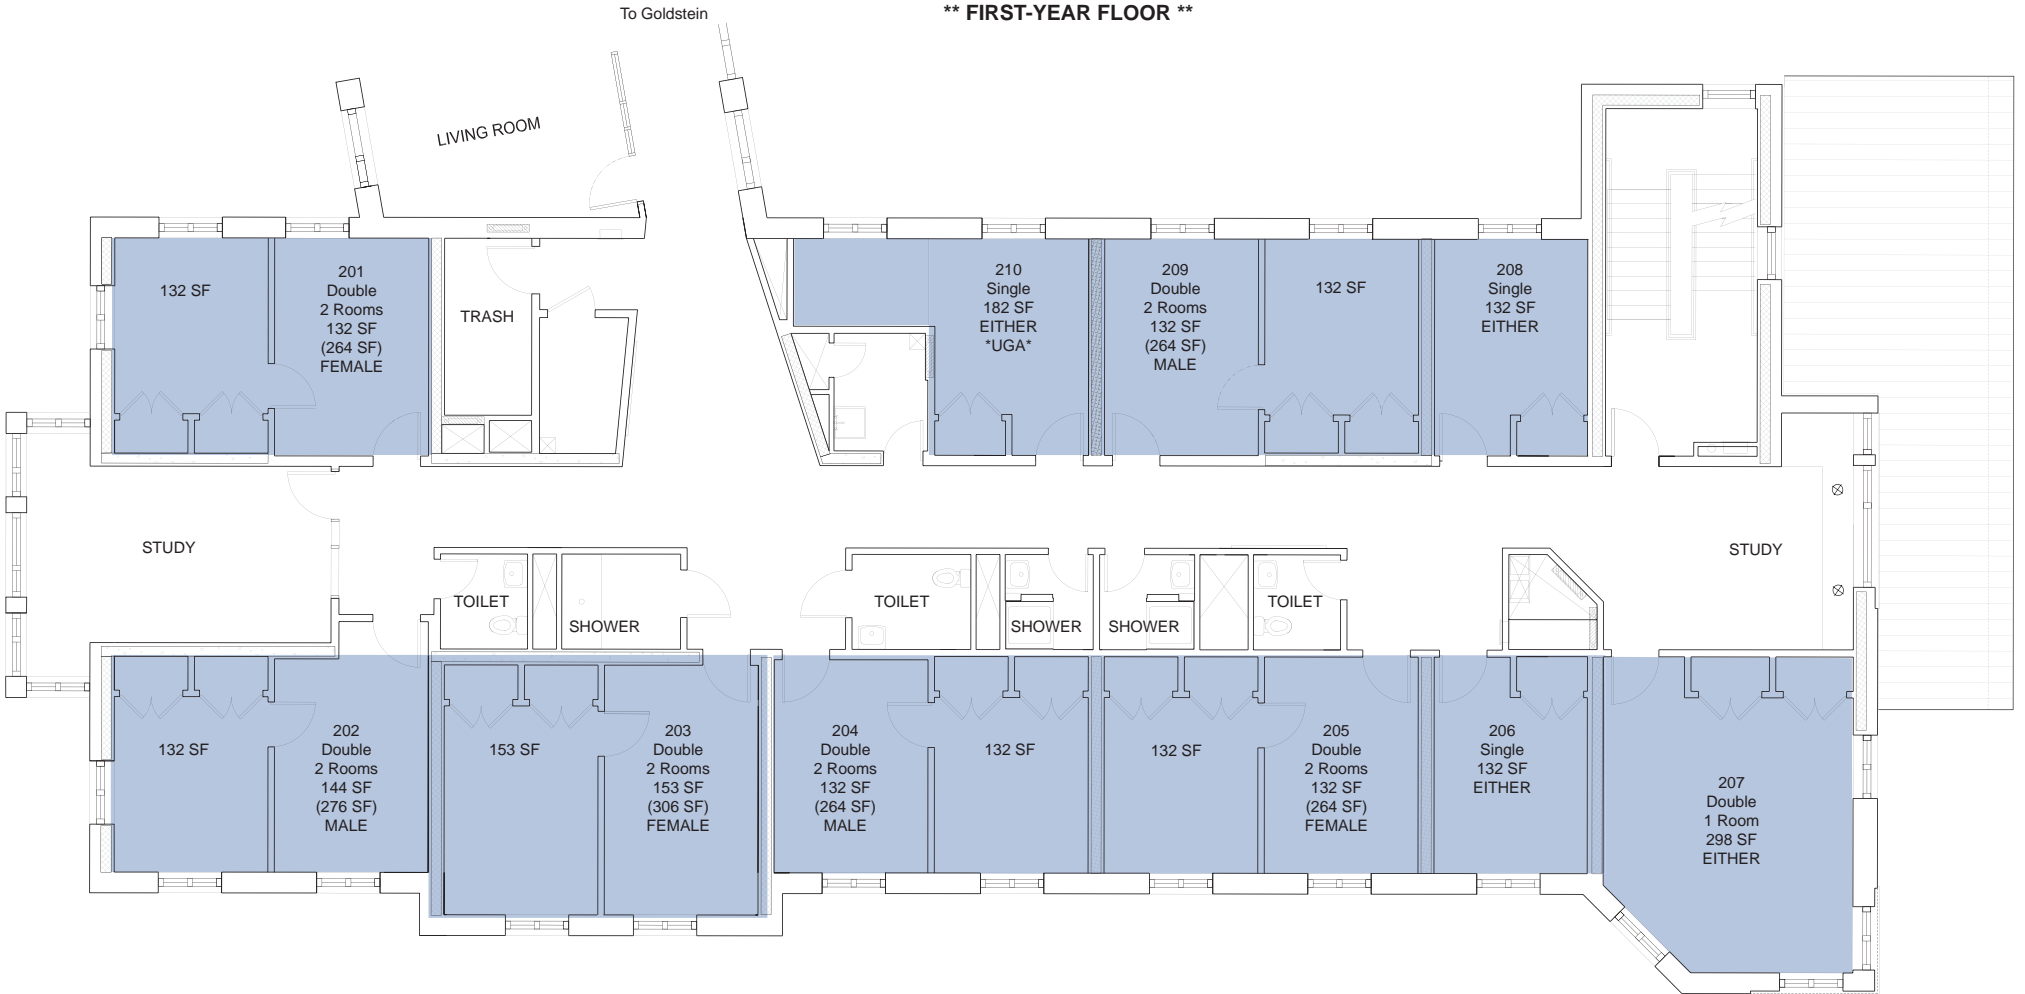 To Goldstein
** FIRST-YEAR FLOOR **
LIVING ROOM
132 SF
201
Double
2 Rooms
132 SF
(264 SF)
FEMALE
TRASH
210
Single
182 SF
EITHER
*UGA*
209
Double
2 Rooms
132 SF
(264 SF)
MALE
132 SF
208
Single
132 SF
EITHER
STUDY
STUDY
TOILET
SHOWER
TOILET
SHOWER
SHOWER
TOILET
132 SF
202
Double
2 Rooms
144 SF
(276 SF)
MALE
153 SF
203
Double
2 Rooms
153 SF
(306 SF)
FEMALE
204
Double
2 Rooms
132 SF
(264 SF)
MALE
132 SF
132 SF
205
Double
2 Rooms
132 SF
(264 SF)
FEMALE
206
Single
132 SF
EITHER
207
Double
1 Room
298 SF
EITHER